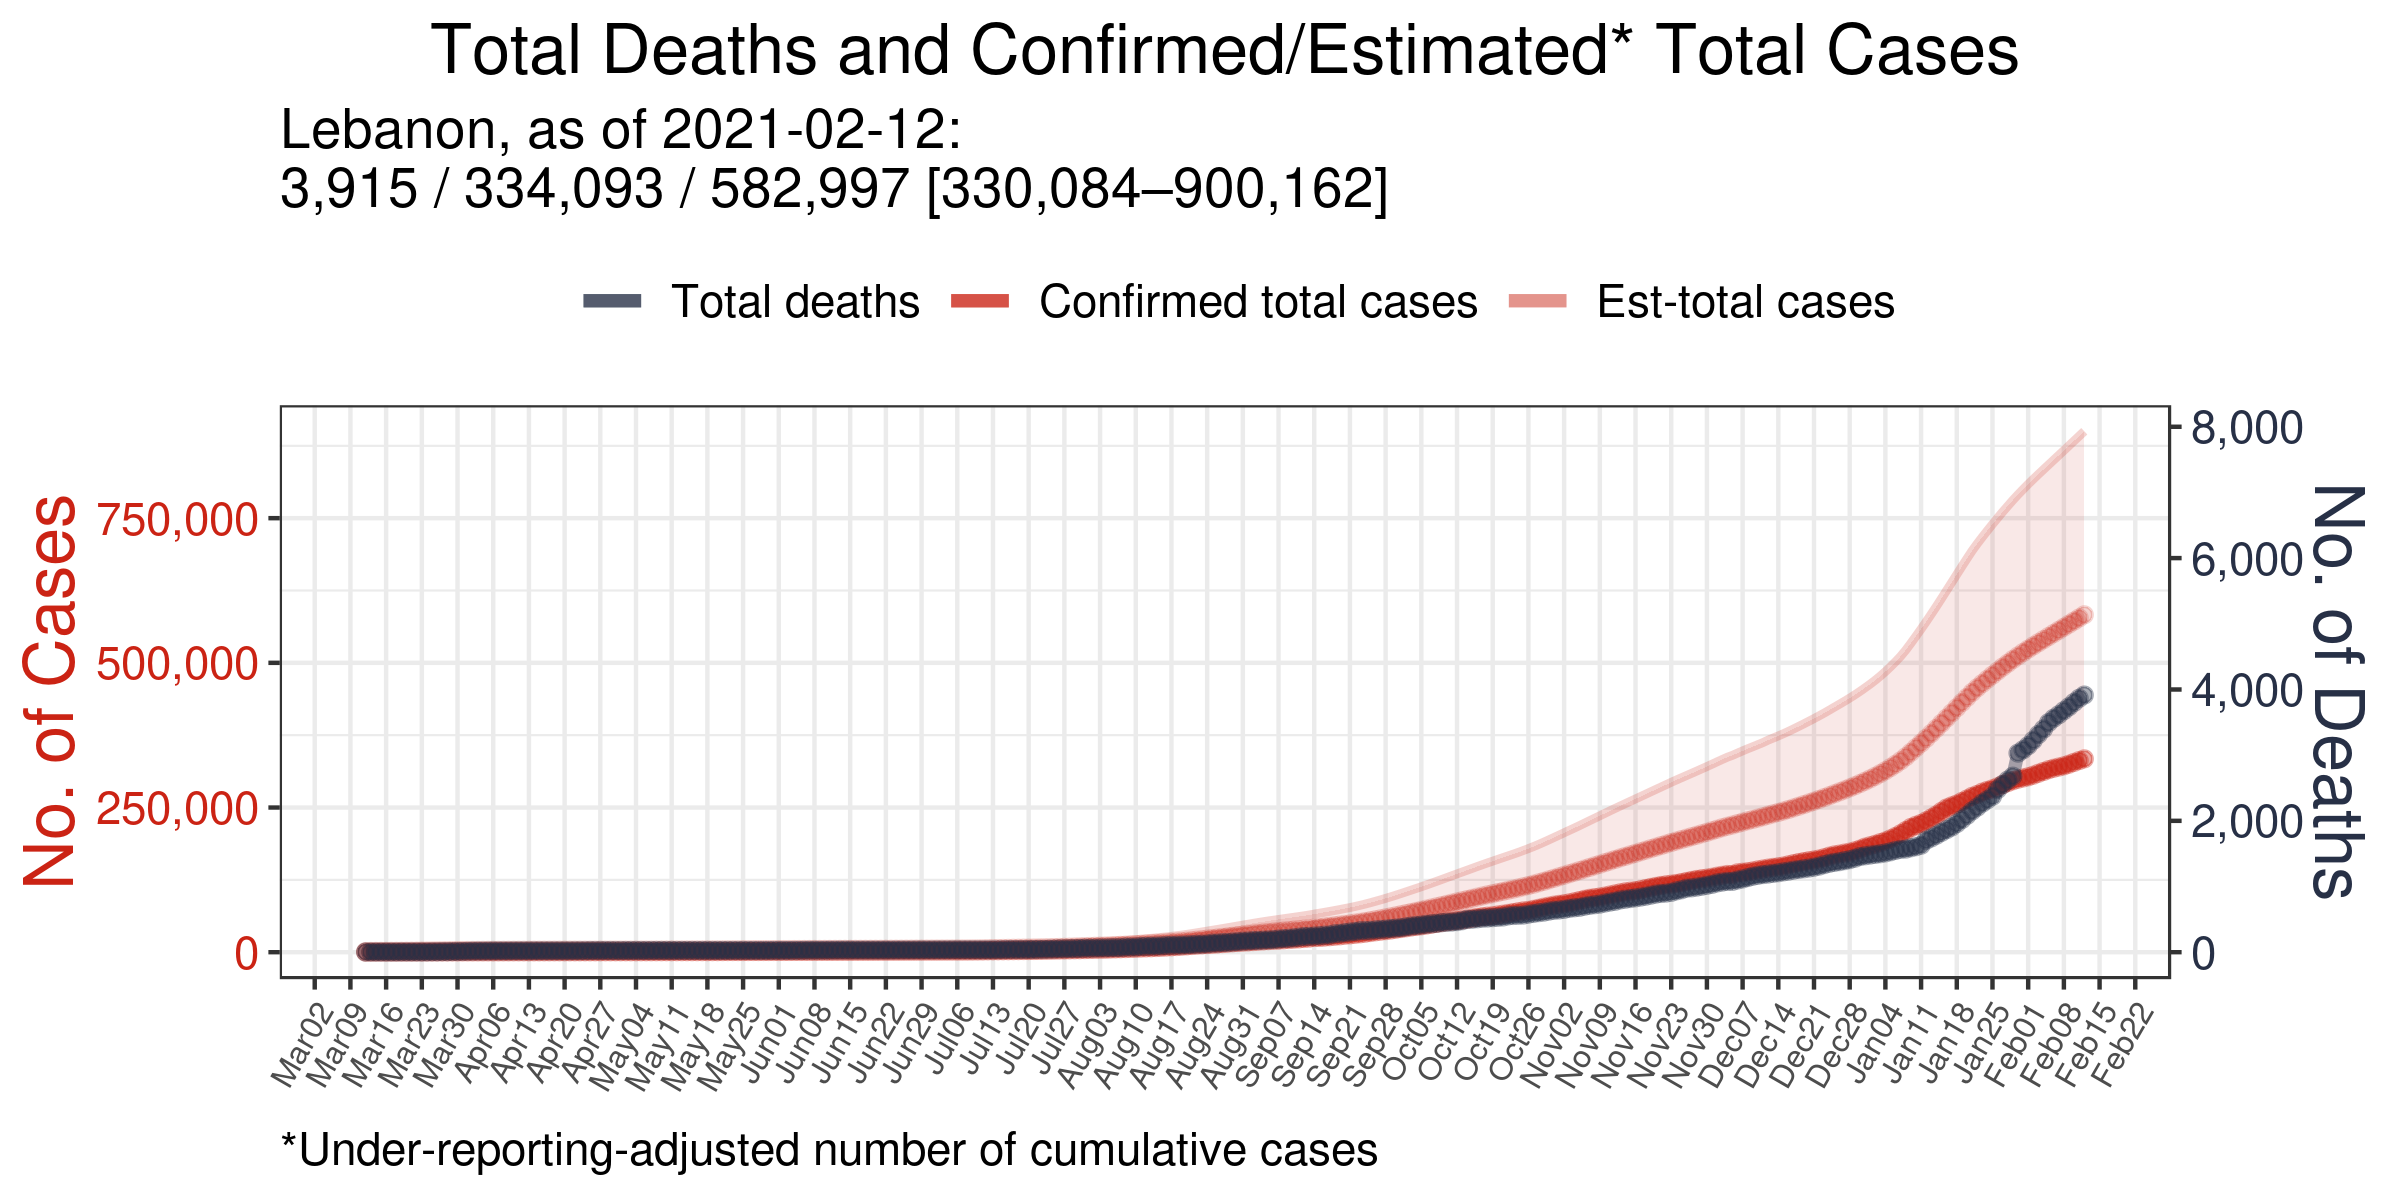 Total Deaths and Confirmed/Estimated* Total Cases
Lebanon, as of 2021-02-12:
3,915 / 334,093 / 582,997 [330,084–900,162]
Total deaths
Confirmed total cases
Est-total cases
No. of Cases
750,000
500,000
250,000
0
8,000
6,000
4,000
2,000
0
No. of Deaths
Mar02
Mar09
Mar16
Mar23
Mar30
Apr06
Apr13
Apr20
Apr27
May04
May11
May18
May25
Jun01
Jun08
Jun15
Jun22
Jun29
Jul06
Jul13
Jul20
Jul27
Aug03
Aug10
Aug17
Aug24
Aug31
Sep07
Sep14
Sep21
Sep28
Oct05
Oct12
Oct19
Oct26
Nov02
Nov09
Nov16
Nov23
Nov30
Dec07
Dec14
Dec21
Dec28
Jan04
Jan11
Jan18
Jan25
Feb01
Feb08
Feb15
Feb22
*Under-reporting-adjusted number of cumulative cases